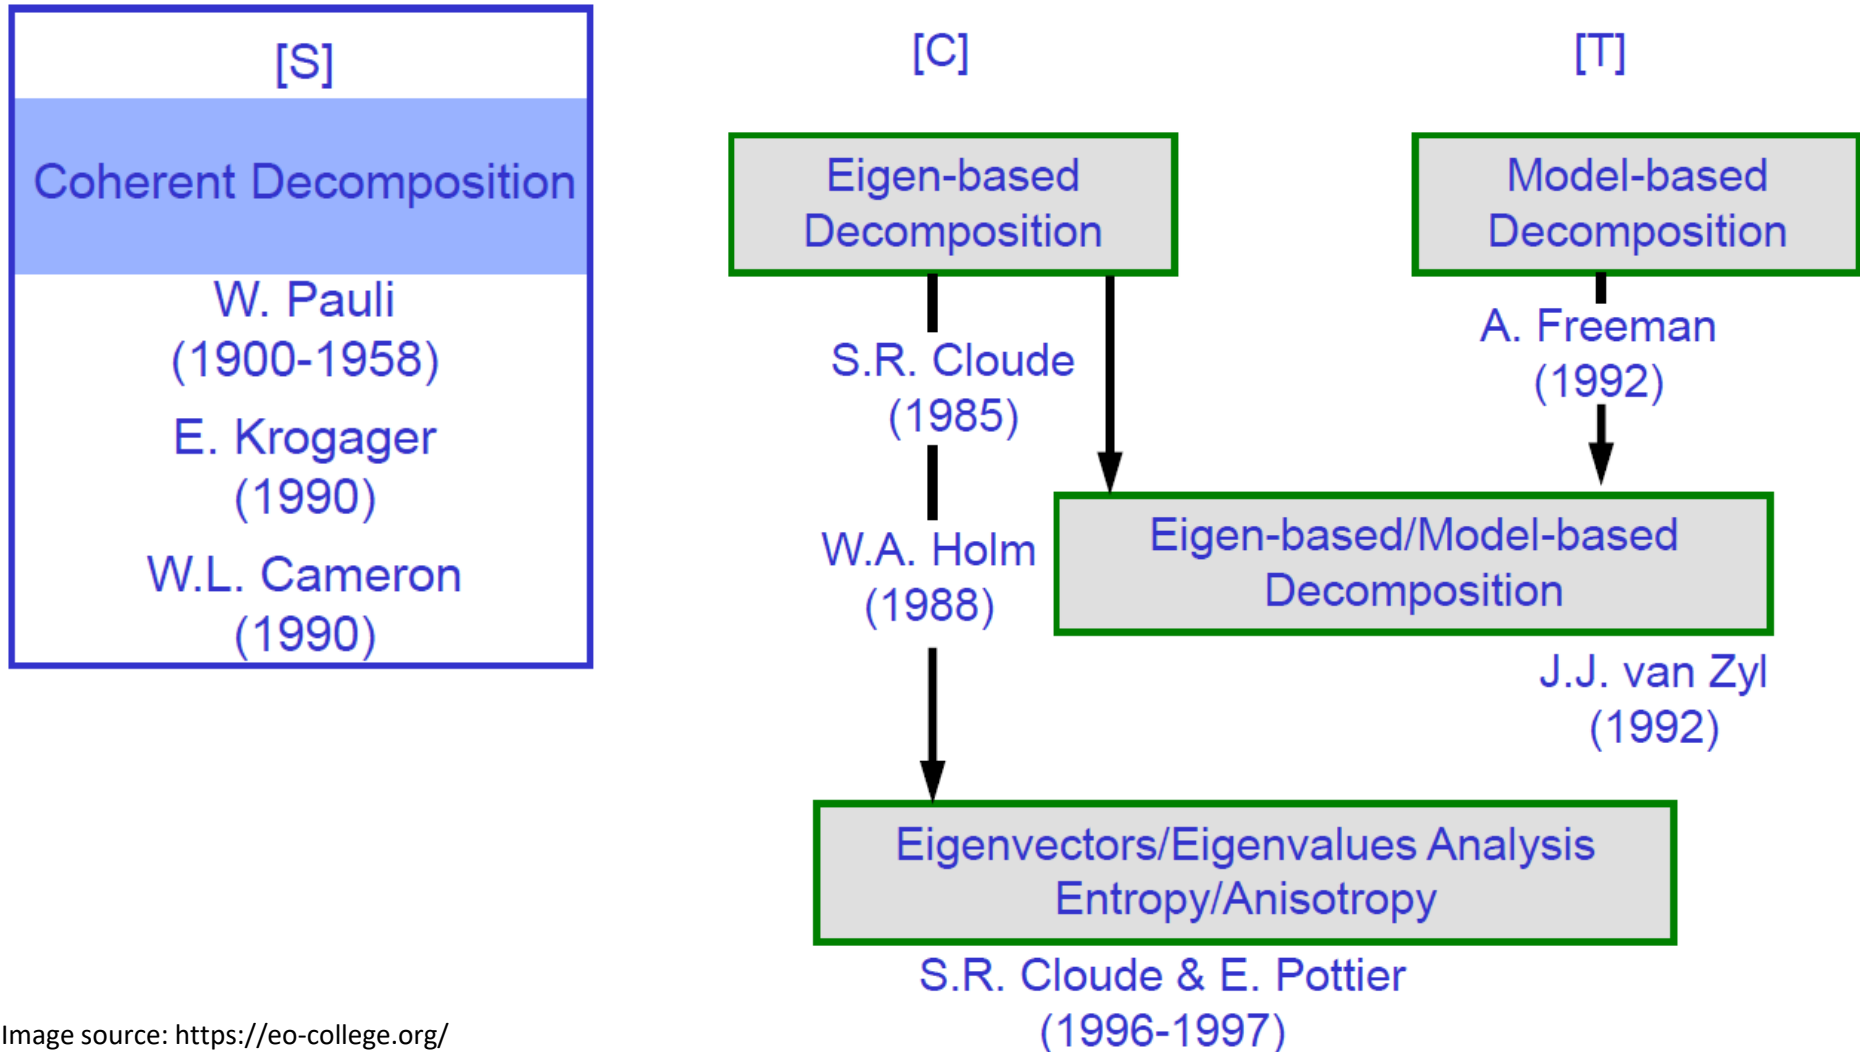 [S]
Coherent Decomposition
W. Pauli
(1900-1958)
E. Krogager
(1990)
W.L. Cameron
(1990)
[C]
[T]
Eigen-based
Decomposition
Model-based
Decomposition
S.R. Cloude
(1985)
A. Freeman
(1992)
W.A. Holm
(1988)
Eigen-based/Model-based
Decomposition
J.J. van Zyl
(1992)
Eigenvectors/Eigenvalues Analysis
Entropy/Anisotropy
S.R. Cloude & E. Pottier
(1996-1997)
Image source: https://eo-college.org/